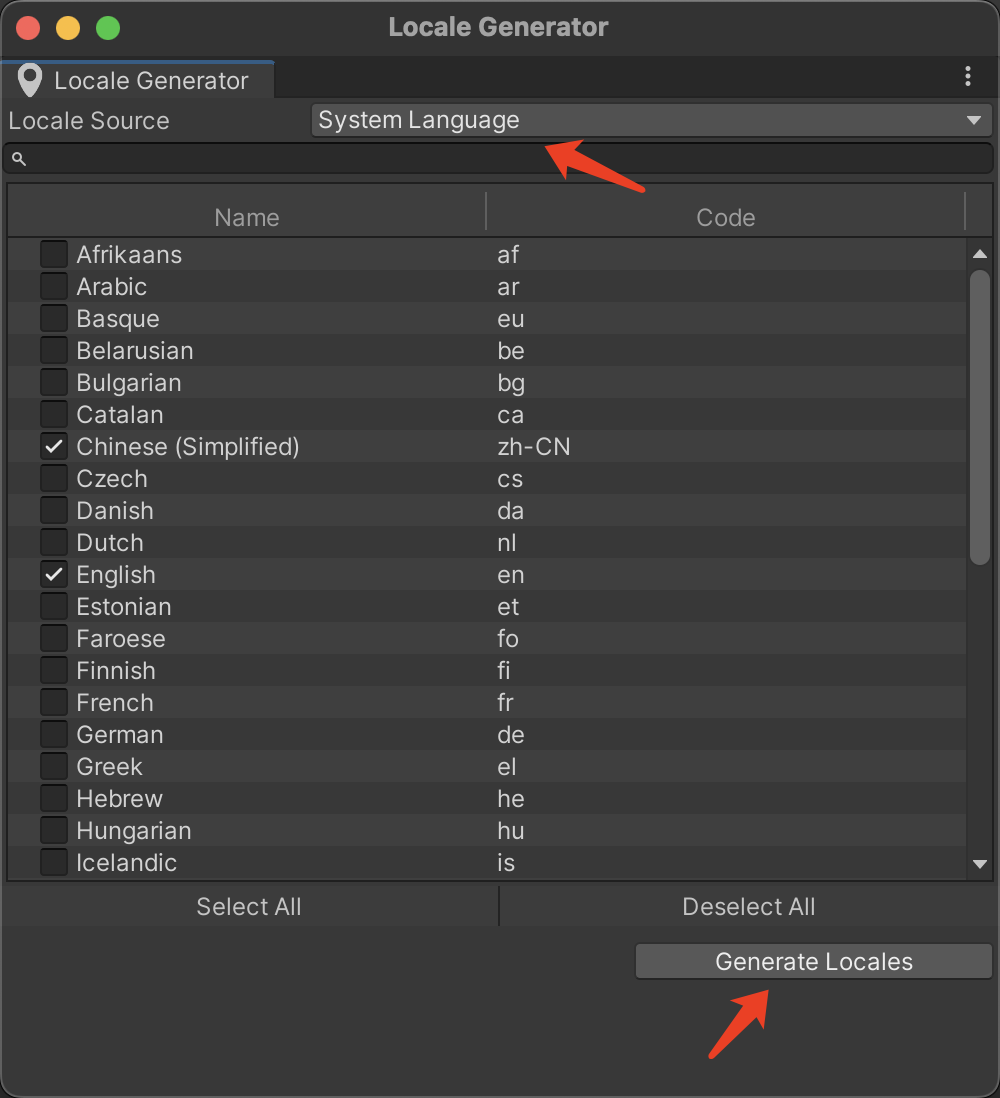 Locale Generator
Locale Generator
Locale Source System Language
Name Code
Afrikaans af
Arabic ar
Basque eu
Belarusian be
Bulgarian bg
Catalan ca
Chinese (Simplified) zh-CN
Czech cs
Danish da
Dutch nl
English en
Estonian et
Faroese fo
Finnish fi
French fr
German de
Greek el
Hebrew he
Hungarian hu
Icelandic is
Select All Deselect All
Generate Locales